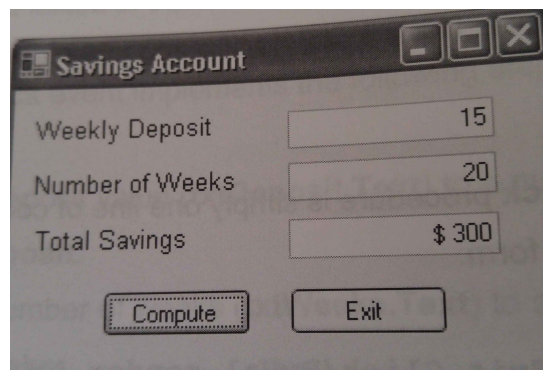 Savings Account
Weekly Deposit 15
Number of Weeks 20
Total Savings $ 300
Compute Exit